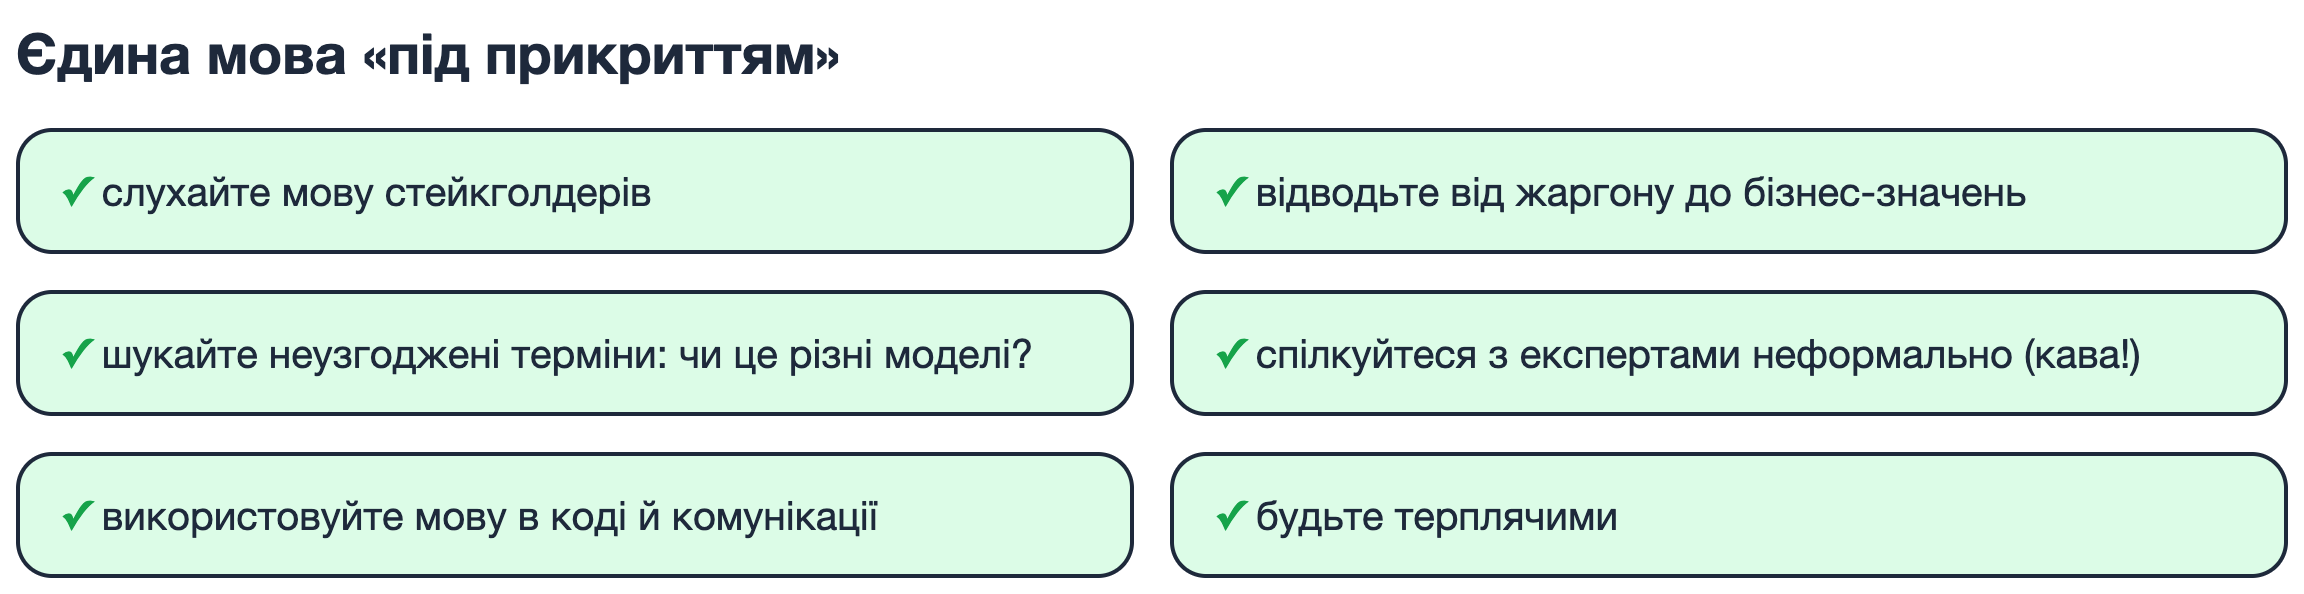 Єдина мова «під прикриттям»
✓ слухайте мову стейкголдерів
✓ відводьте від жаргону до бізнес-значень
✓ шукайте неузгоджені терміни: чи це різні моделі?
✓ спілкуйтеся з експертами неформально (кава!)
✓ використовуйте мову в коді й комунікації
✓ будьте терплячими